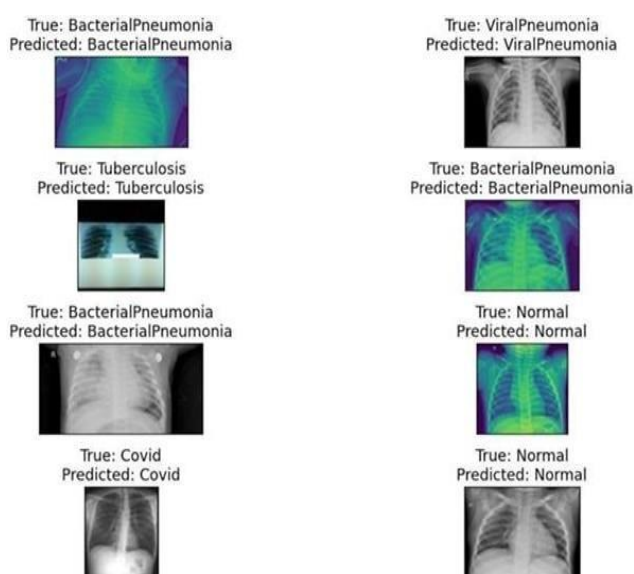 True: BacterialPneumonia
Predicted: BacterialPneumonia
True: ViralPneumonia
Predicted: ViralPneumonia
True: Tuberculosis
Predicted: Tuberculosis
True: BacterialPneumonia
Predicted: BacterialPneumonia
True: BacterialPneumonia
Predicted: BacterialPneumonia
True: Normal
Predicted: Normal
True: Covid
Predicted: Covid
True: Normal
Predicted: Normal